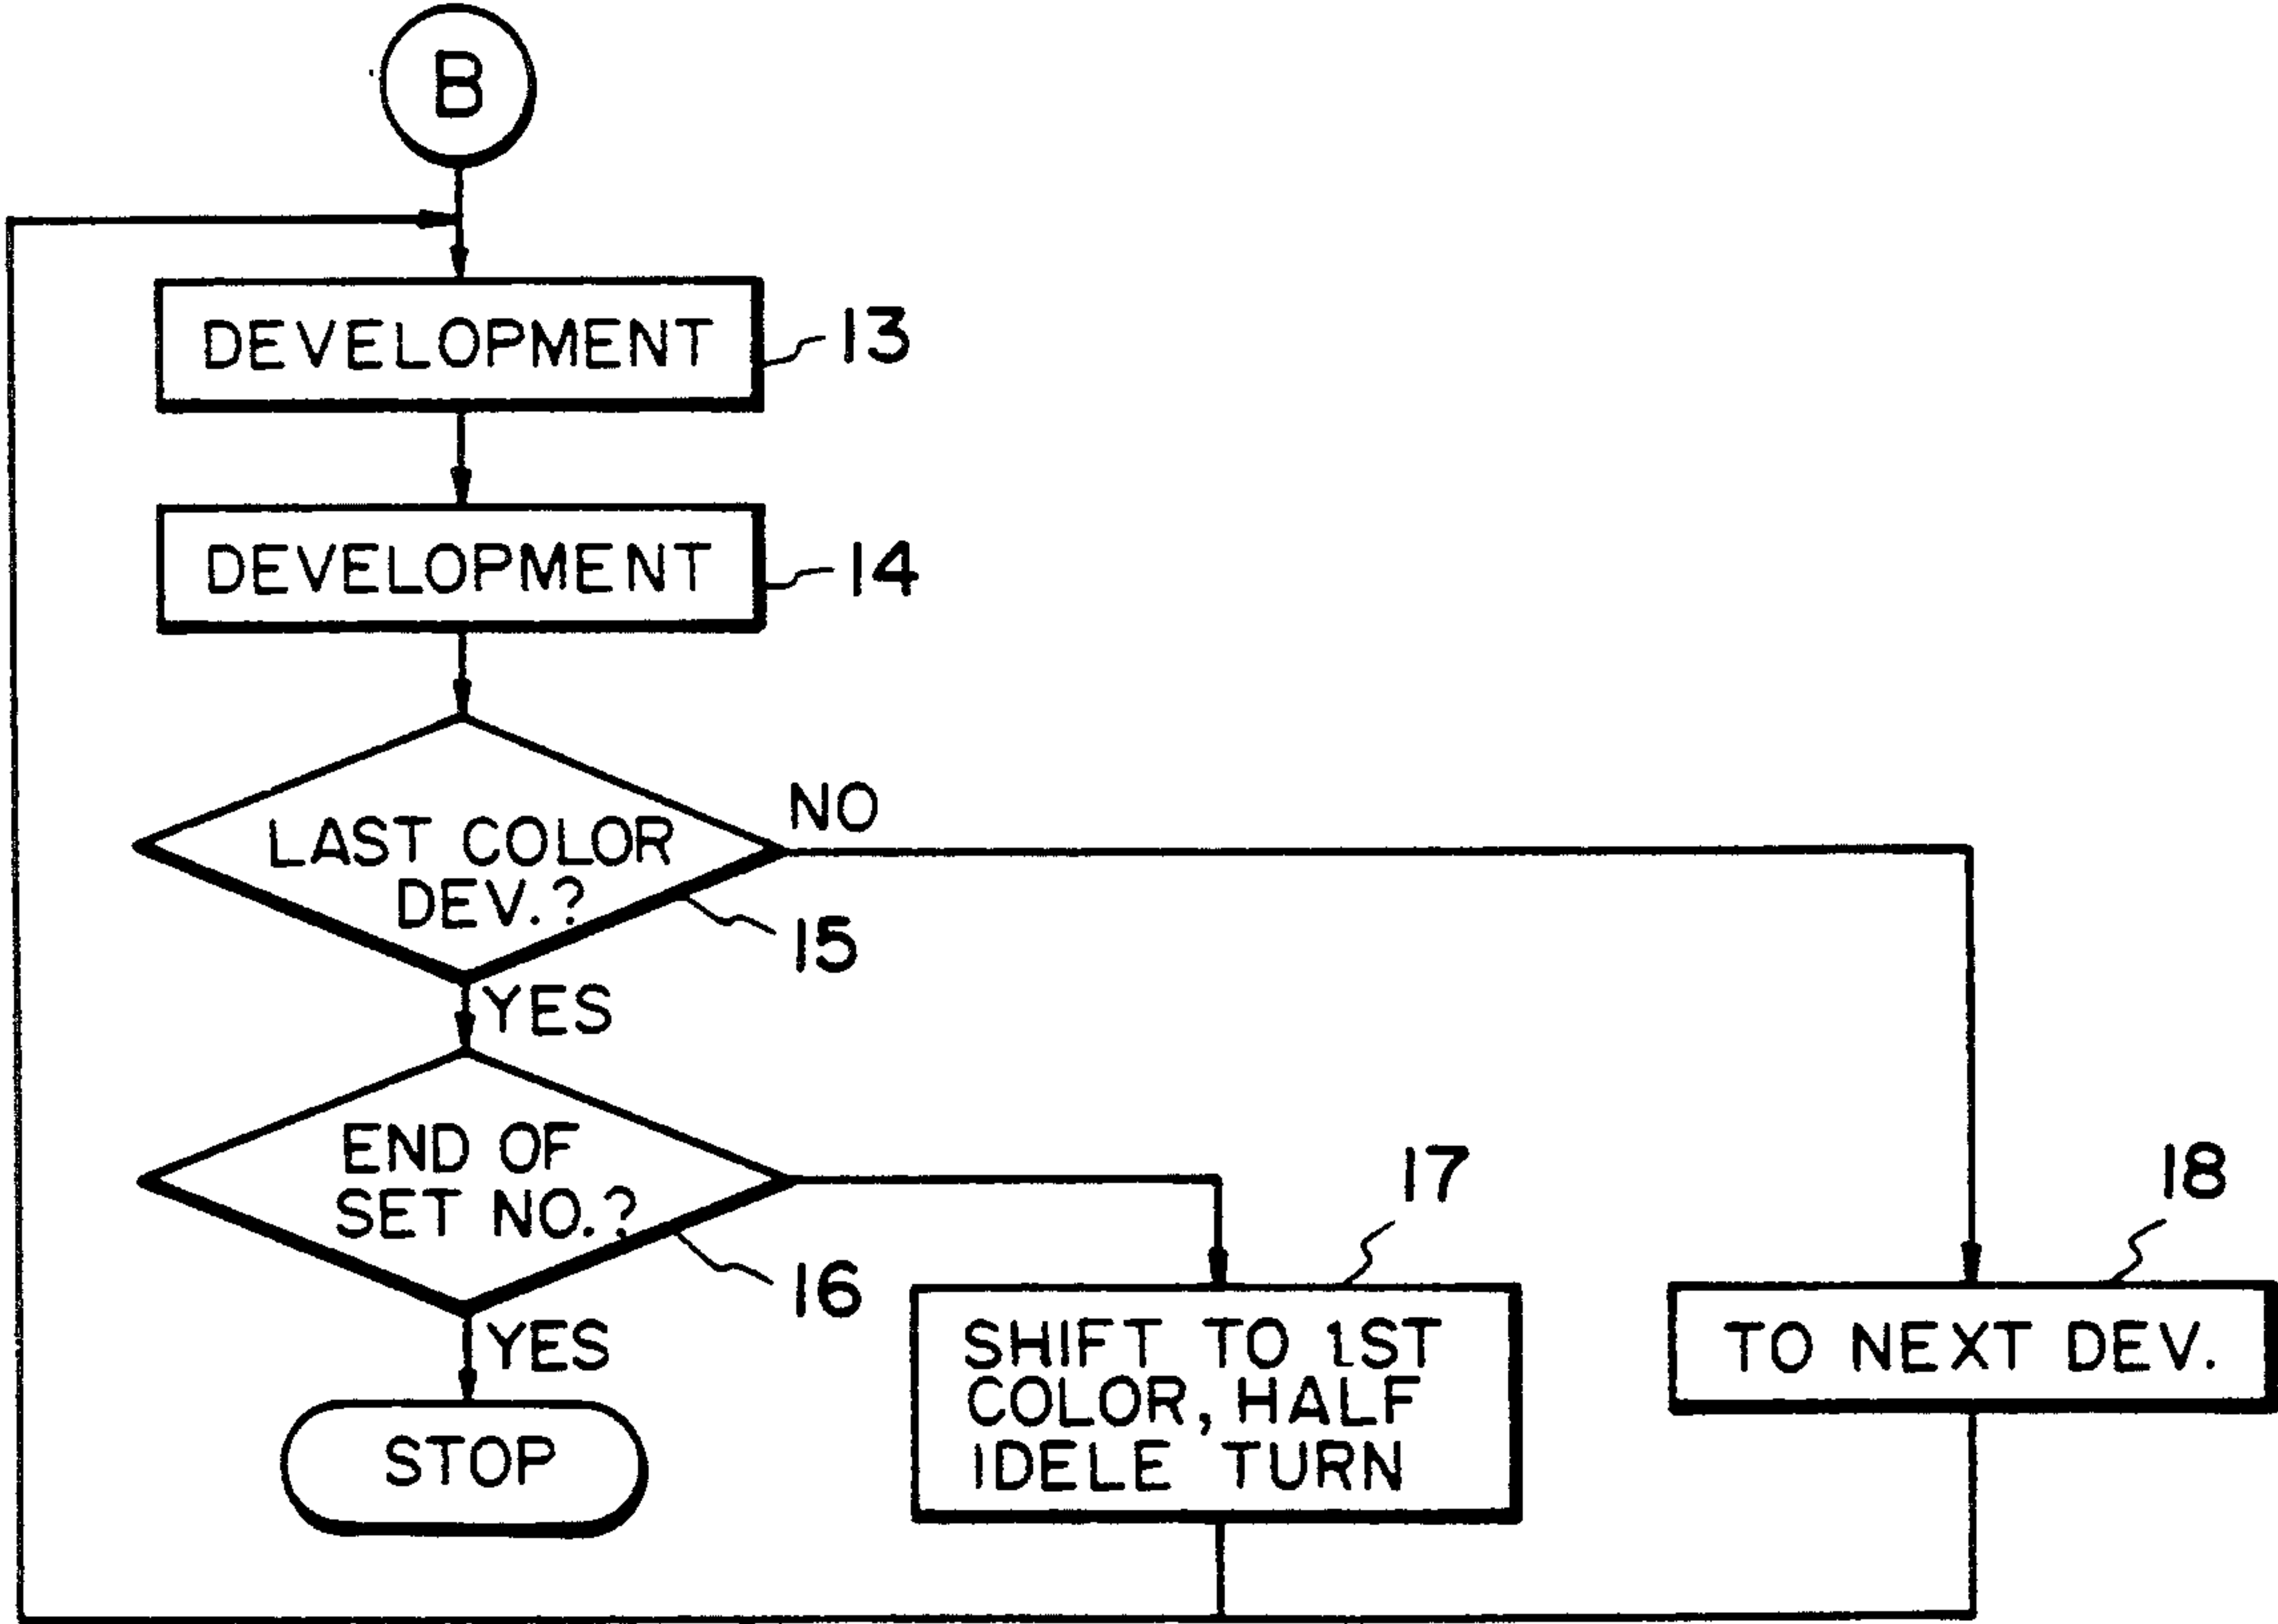 B
DEVELOPMENT
13
DEVELOPMENT
14
LAST COLOR
DEV.?
NO
15
YES
END OF
SET NO.?
16
YES
STOP
17
SHIFT TO 1ST
COLOR, HALF
IDELE TURN
18
TO NEXT DEV.